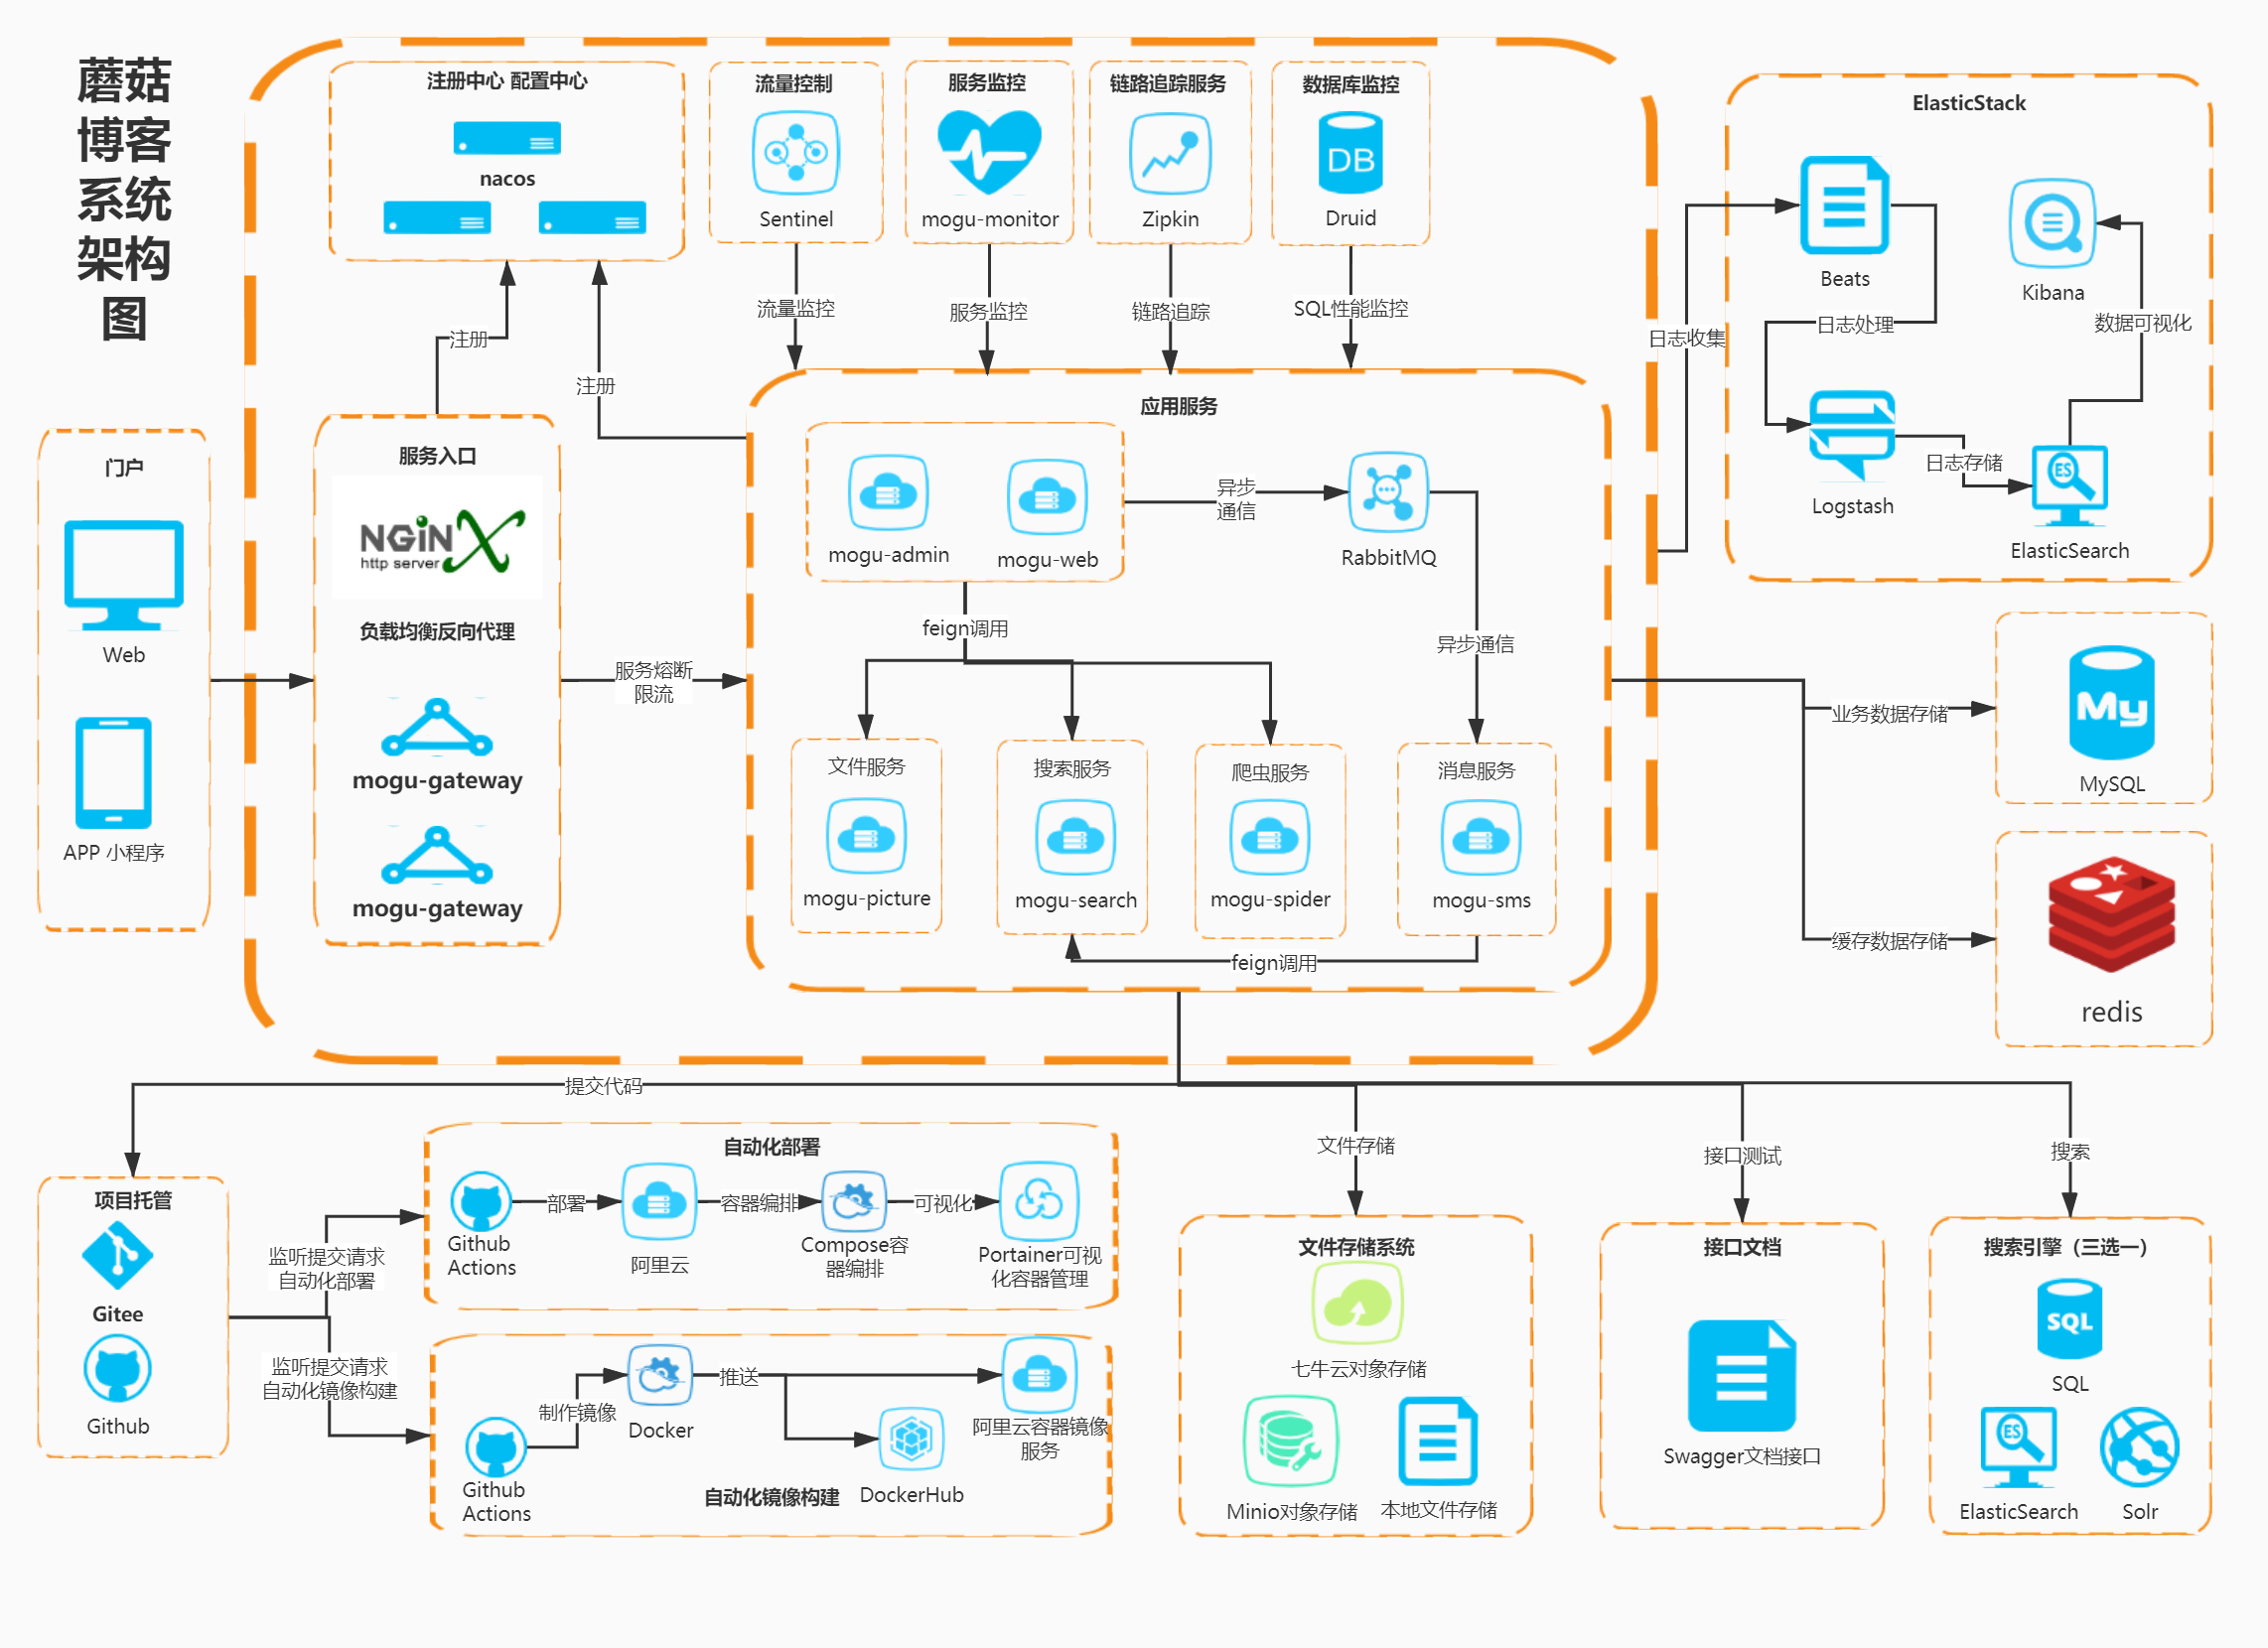 蘑菇
博客
系统
架构
图
注册中心 配置中心
nacos
流量控制
Sentinel
服务监控
mogu-monitor
链路追踪服务
Zipkin
数据库监控
DB
Druid
流量监控
服务监控
链路追踪
SQL性能监控
注册
注册
门户
Web
APP 小程序
服务入口
NGiNX
http server
负载均衡反向代理
mogu-gateway
mogu-gateway
服务熔断
限流
应用服务
mogu-admin
mogu-web
异步
通信
RabbitMQ
feign调用
异步通信
文件服务
mogu-picture
搜索服务
mogu-search
爬虫服务
mogu-spider
消息服务
mogu-sms
feign调用
日志收集
ElasticStack
Beats
Kibana
日志处理
数据可视化
Logstash
日志存储
ES
ElasticSearch
业务数据存储
My
MySQL
缓存数据存储
redis
提交代码
文件存储
接口测试
搜索
项目托管
Gitee
Github
监听提交请求
自动化部署
监听提交请求
自动化镜像构建
自动化部署
Github
Actions
部署
阿里云
容器编排
Compose容
器编排
可视化
Portainer可视
化容器管理
Github
Actions
制作镜像
Docker
推送
DockerHub
阿里云容器镜像
服务
自动化镜像构建
文件存储系统
七牛云对象存储
Minio对象存储
本地文件存储
接口文档
Swagger文档接口
搜索引擎（三选一）
SQL
SQL
ES
ElasticSearch
Solr